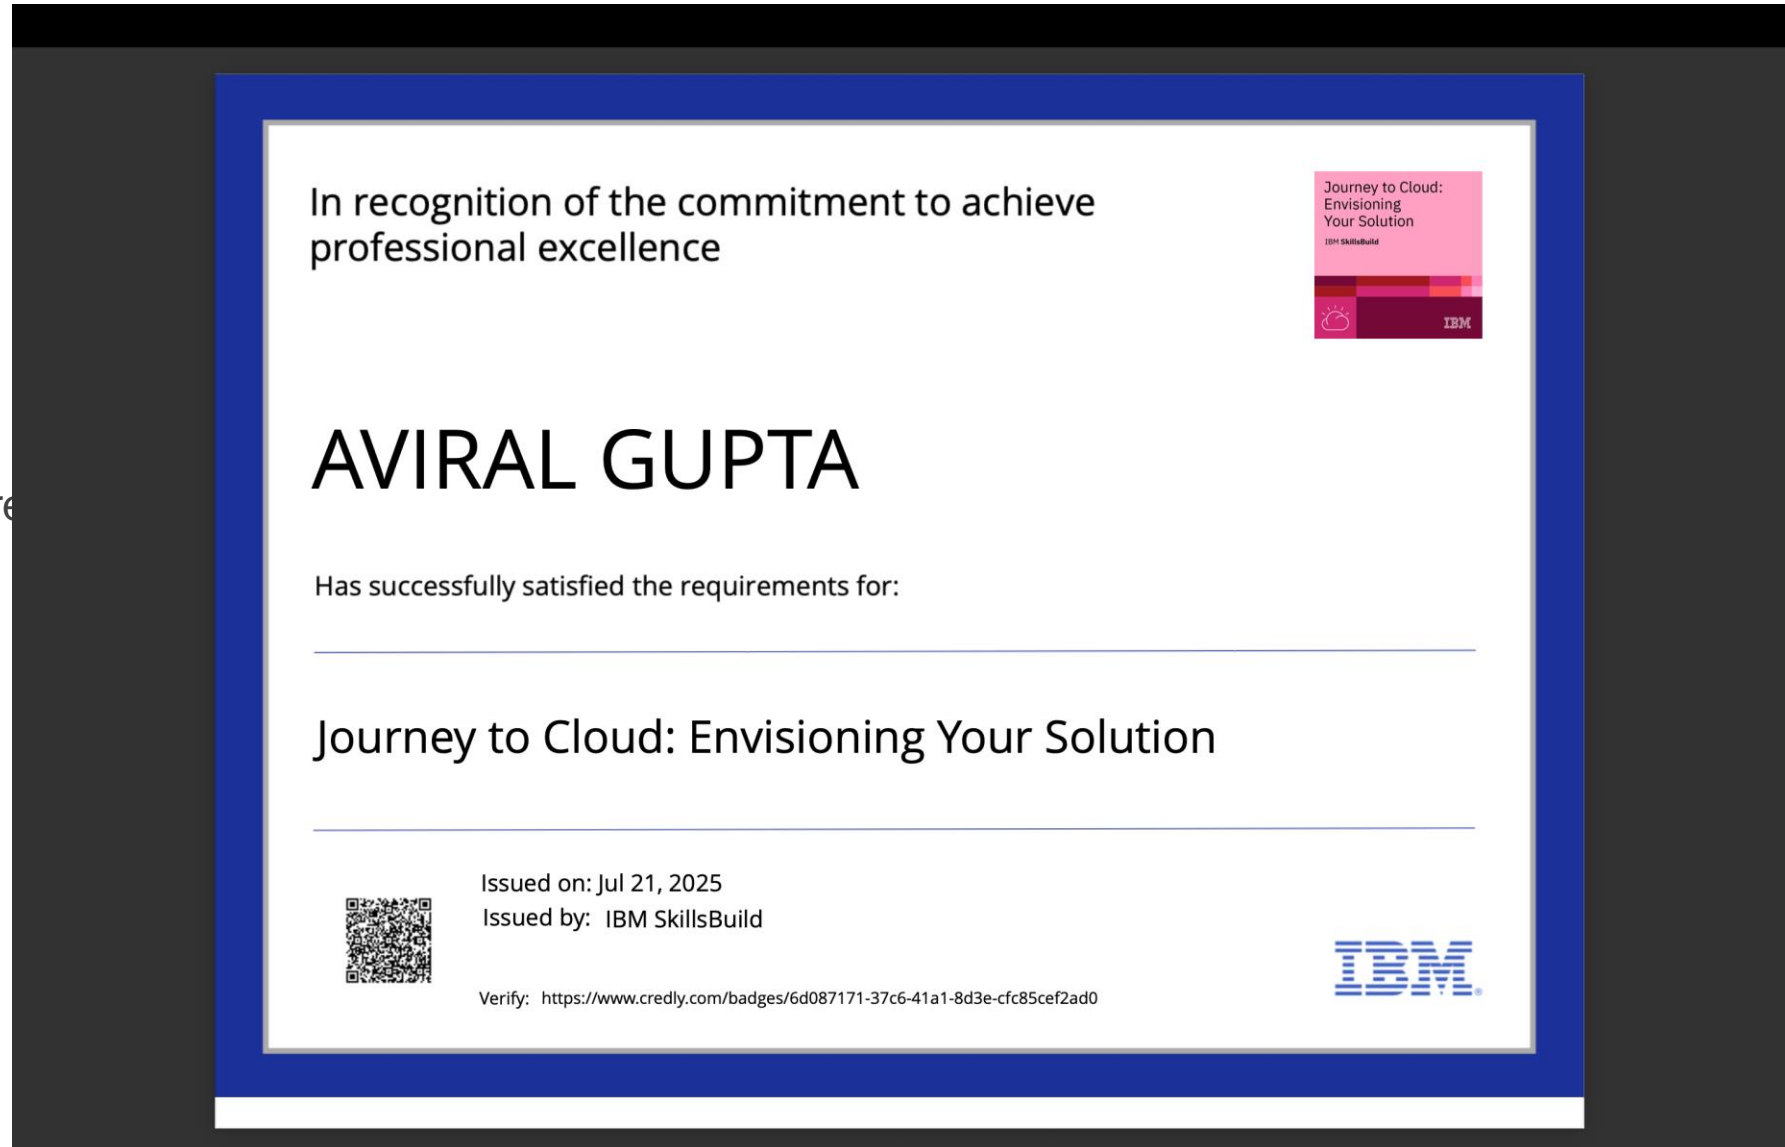 In recognition of the commitment to achieve
professional excellence
Journey to Cloud:
Envisioning
Your Solution
IBM SkillsBuild
IBM
AVIRAL GUPTA
Has successfully satisfied the requirements for:
Journey to Cloud: Envisioning Your Solution
Issued on: Jul 21, 2025
Issued by: IBM SkillsBuild
IBM®
Verify: https://www.credly.com/badges/6d087171-37c6-41a1-8d3e-cfc85cef2ad0